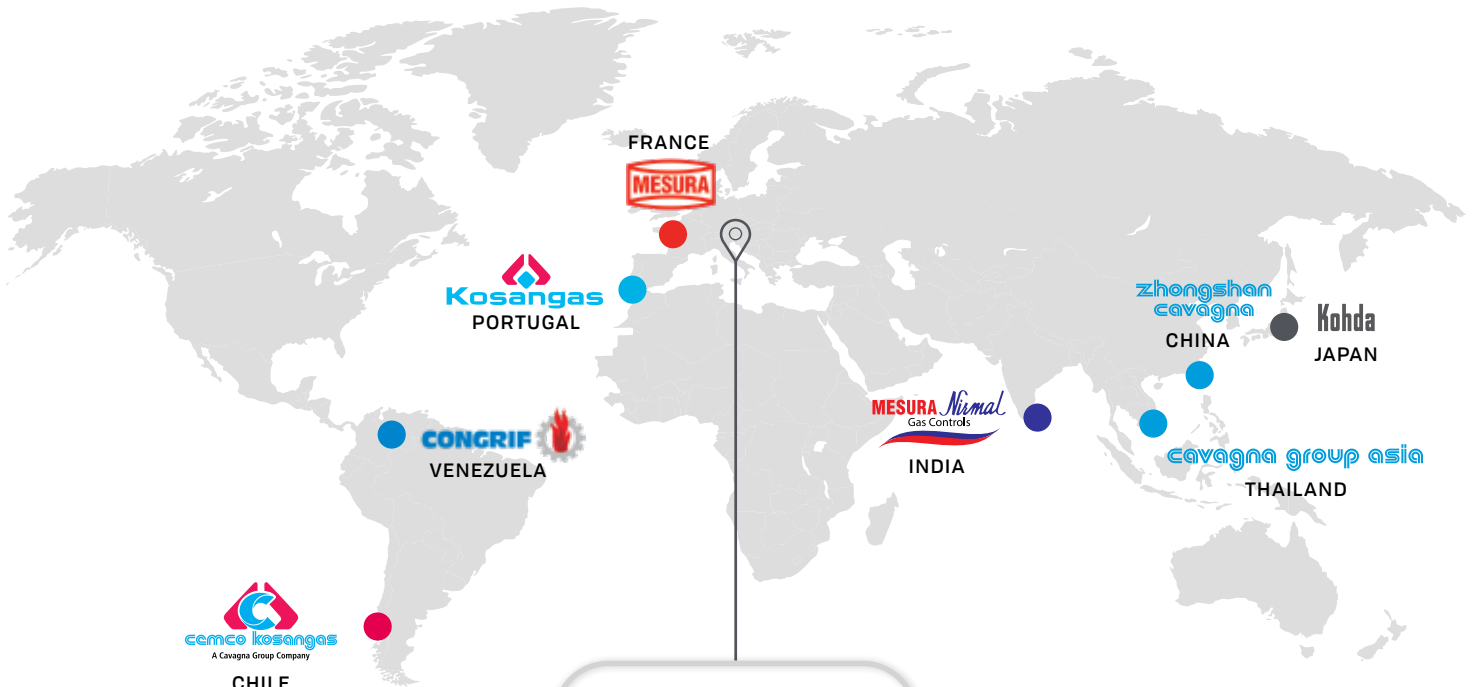 FRANCE
MESURA
Kosangas
PORTUGAL
zhongshan
cavagna
CHINA
Kohda
JAPAN
MESURA Nirmal
Gas Controls
INDIA
CONGRIF
VENEZUELA
cavagna group asia
THAILAND
C
cemco kosangas
A Cavagna Group Company
CHILE